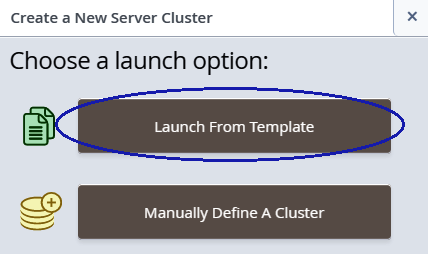 Create a New Server Cluster
Choose a launch option:
Launch From Template
Manually Define A Cluster